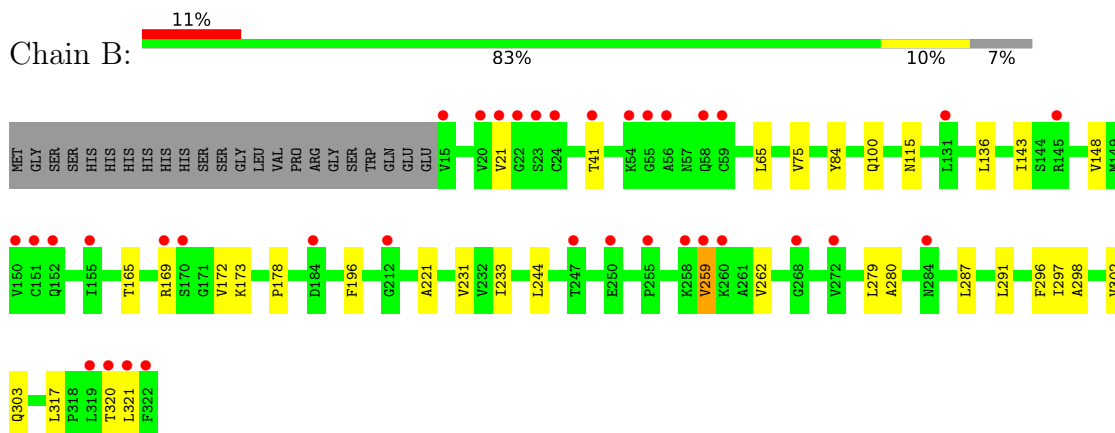 11%
Chain B:
83% 10% 7%
MET GLY SER SER HIS HIS HIS HIS HIS HIS SER SER GLY LEU VAL PRO ARG GLY SER TRP GLN GLU GLU V15 V20 V21 G22 S23 C24 T41 K54 G55 A56 N57 Q58 C59 L65 V75 Y84 Q100 N115 L131 L136 I143 S144 R145 V148 M149
V150 C151 Q152 I155 T165 R169 S170 G171 V172 K173 P178 D184 F196 G212 A221 V231 V232 I233 L244 T247 E250 P255 K258 V259 K260 A261 V262 G268 V272 L279 A280 N284 L287 L291 F296 I297 A298 V302
Q303 L317 P318 L319 T320 L321 F322